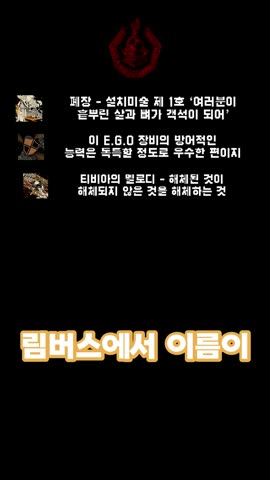 폐장 - 설치미술 제 1호 '여러분이
흩뿌린 살과 뼈가 객석이 되어'
이 E.G.O 장비의 방어적인
능력은 독특할 정도로 우수한 편이지
티비아의 멜로디 - 해체된 것이
해체되지 않은 것을 해체하는 것
림버스에서 이름이